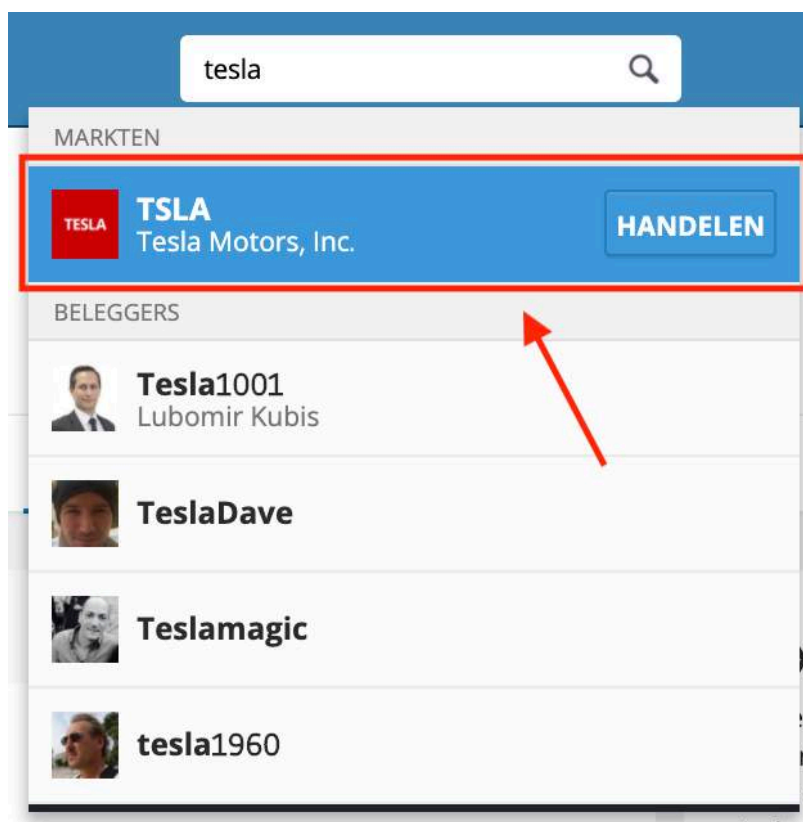 tesla
MARKTEN
TESLA
TSLA
Tesla Motors, Inc.
HANDELEN
BELEGGERS
Tesla1001
Lubomir Kubis
TeslaDave
Teslamagic
tesla1960